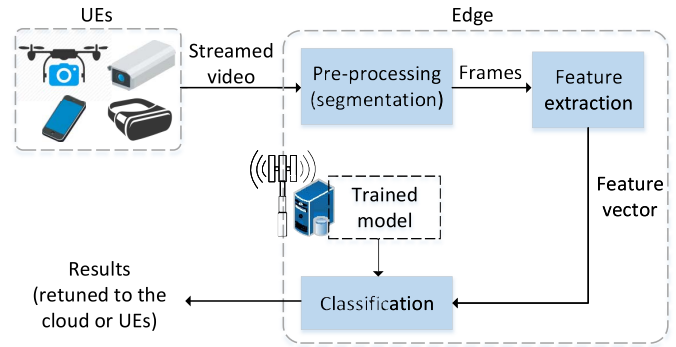 UEs
Edge
Streamed
video
Pre-processing
(segmentation)
Frames
Feature
extraction
Feature
vector
Trained
model
Classification
Results
(retuned to the
cloud or UEs)